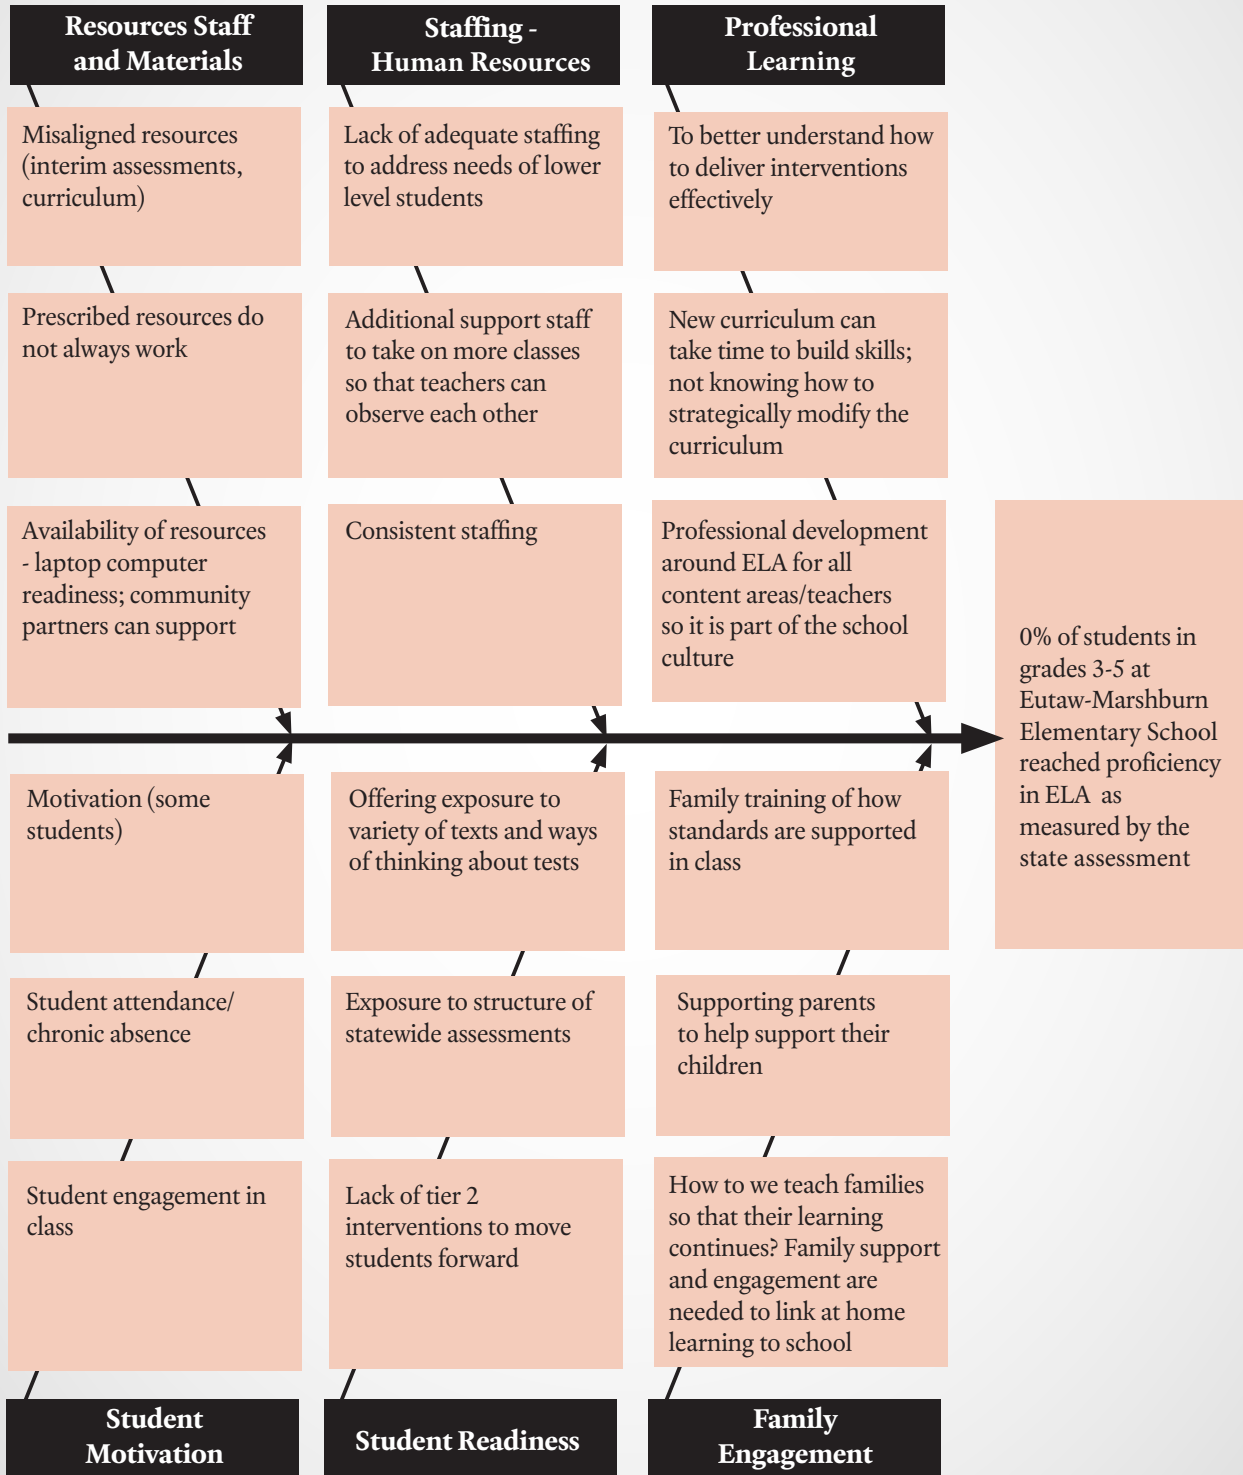 Resources Staff
and Materials
Misaligned resources
(interim assessments,
curriculum)
Prescribed resources do
not always work
Availability of resources
- laptop computer
readiness; community
partners can support
Staffing -
Human Resources
Lack of adequate staffing
to address needs of lower
level students
Additional support staff
to take on more classes
so that teachers can
observe each other
Consistent staffing
Professional
Learning
To better understand how
to deliver interventions
effectively
New curriculum can
take time to build skills;
not knowing how to
strategically modify the
curriculum
Professional development
around ELA for all
content areas/teachers
so it is part of the school
culture
Motivation (some
students)
Student attendance/
chronic absence
Student engagement in
class
Student
Motivation
Offering exposure to
variety of texts and ways
of thinking about tests
Exposure to structure of
statewide assessments
Lack of tier 2
interventions to move
students forward
Student Readiness
Family training of how
standards are supported
in class
Supporting parents
to help support their
children
How to we teach families
so that their learning
continues? Family support
and engagement are
needed to link at home
learning to school
Family
Engagement
0% of students in
grades 3-5 at
Eutaw-Marshburn
Elementary School
reached proficiency
in ELA as
measured by the
state assessment